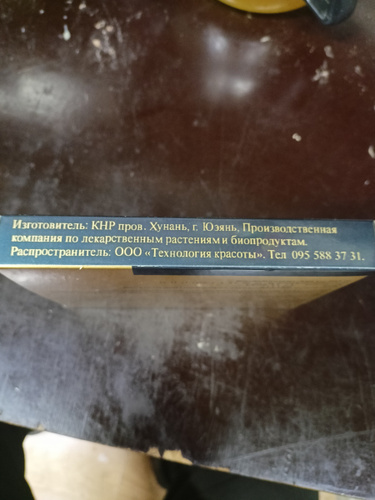 Изготовитель: КНР пров. Хунань, г. Юэянь, Производственная
компания по лекарственным растениям и биопродуктам.
Распространитель: ООО «Технология красоты». Тел 095 588 37 31.